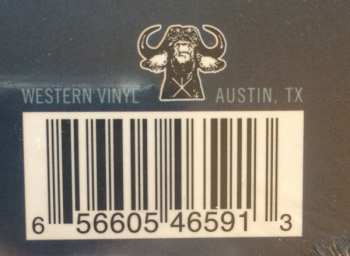 WESTERN VINYL AUSTIN, TX
6 56605 46591 3